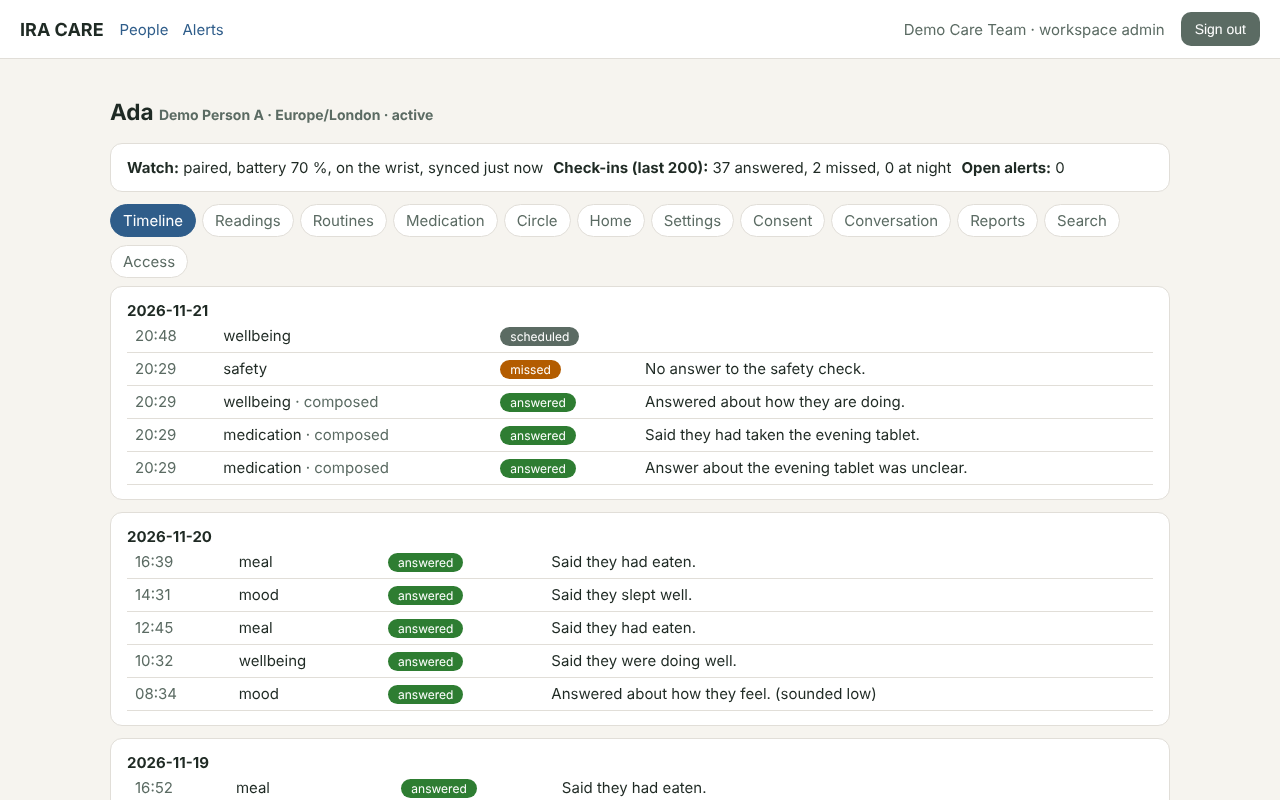 IRA CARE People Alerts Demo Care Team · workspace admin Sign out
Ada Demo Person A · Europe/London · active
Watch: paired, battery 70 %, on the wrist, synced just now Check-ins (last 200): 37 answered, 2 missed, 0 at night Open alerts: 0
Timeline Readings Routines Medication Circle Home Settings Consent Conversation Reports Search
Access
2026-11-21
20:48 wellbeing scheduled
20:29 safety missed No answer to the safety check.
20:29 wellbeing · composed answered Answered about how they are doing.
20:29 medication · composed answered Said they had taken the evening tablet.
20:29 medication · composed answered Answer about the evening tablet was unclear.
2026-11-20
16:39 meal answered Said they had eaten.
14:31 mood answered Said they slept well.
12:45 meal answered Said they had eaten.
10:32 wellbeing answered Said they were doing well.
08:34 mood answered Answered about how they feel. (sounded low)
2026-11-19
16:52 meal answered Said they had eaten.